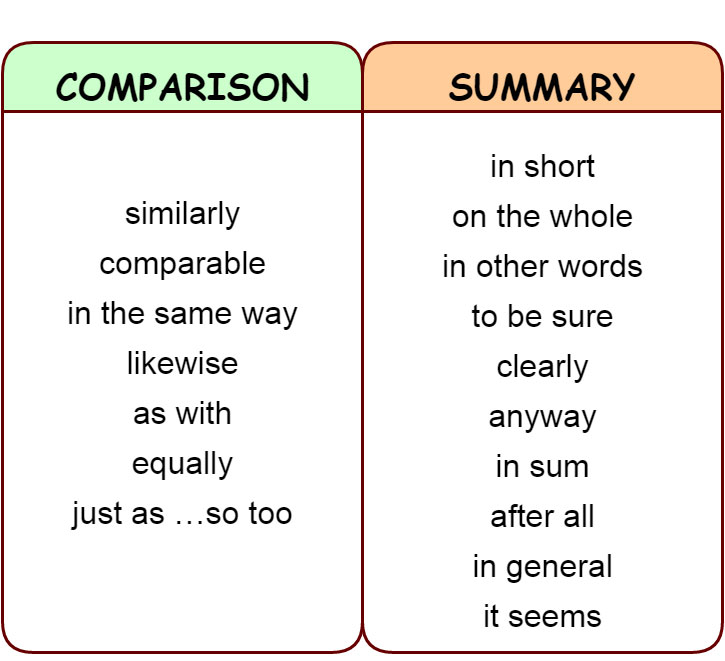 COMPARISON
similarly
comparable
in the same way
likewise
as with
equally
just as …so too
SUMMARY
in short
on the whole
in other words
to be sure
clearly
anyway
in sum
after all
in general
it seems